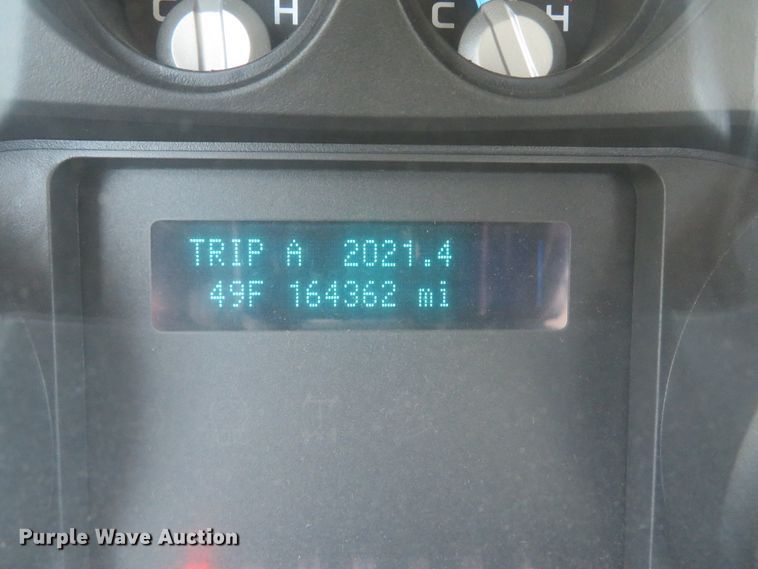 C H C H
TRIP A 2021.4
49F 164362 mi
Purple Wave Auction